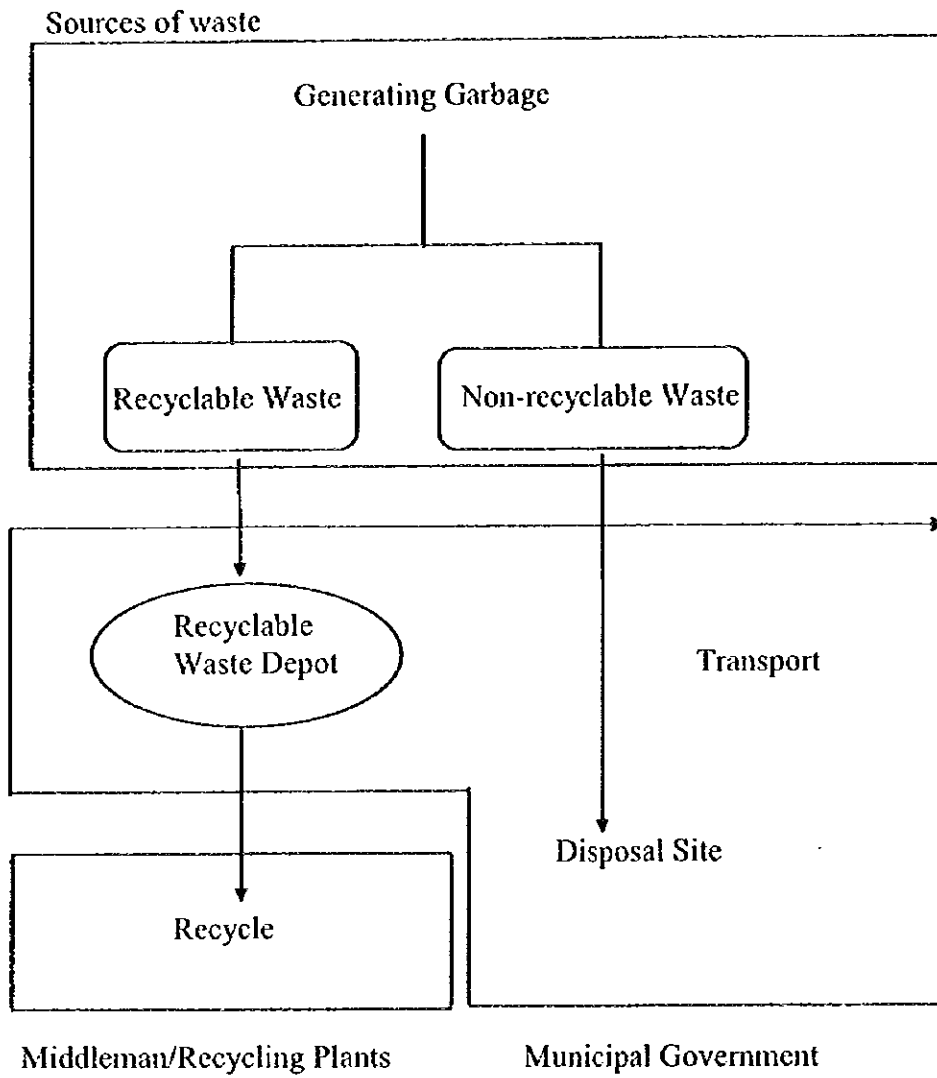 Sources of waste
Generating Garbage
Recyclable Waste
Non-recyclable Waste
Recyclable
Waste Depot
Transport
Disposal Site
Recycle
Middleman/Recycling Plants
Municipal Government